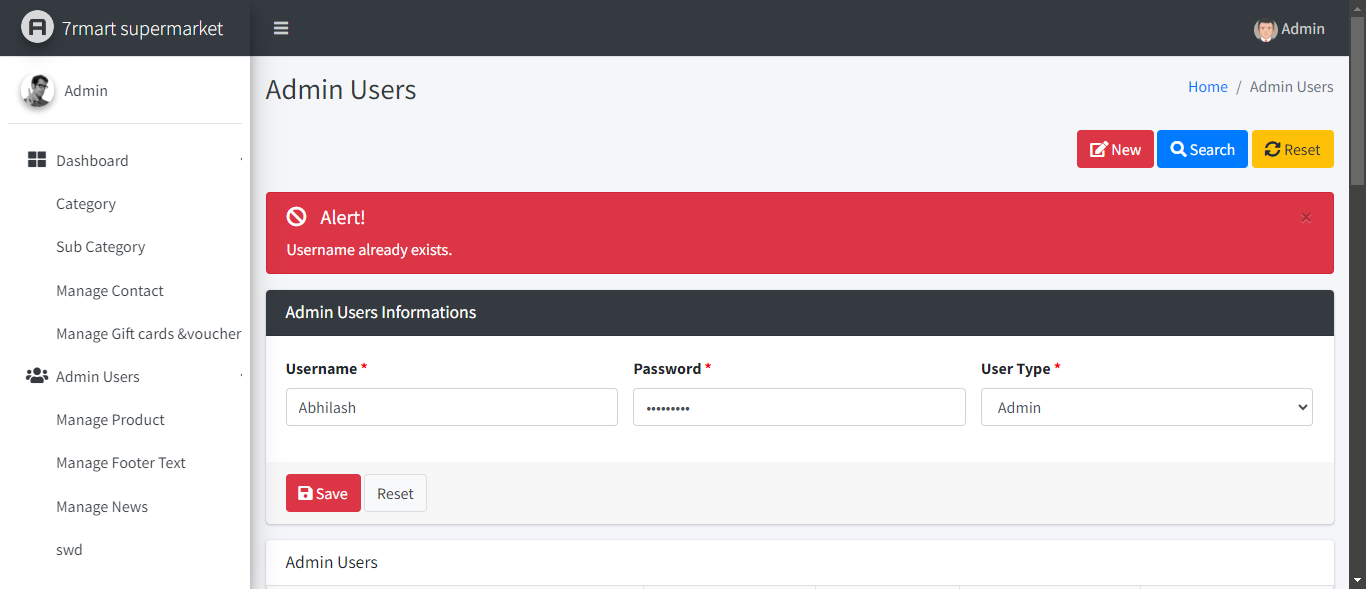 7rmart supermarket
Admin
Admin
Dashboard
Category
Sub Category
Manage Contact
Manage Gift cards &voucher
Admin Users
Manage Product
Manage Footer Text
Manage News
swd
Admin Users
Home / Admin Users
New Search Reset
Alert!
×
Username already exists.
Admin Users Informations
Username * Password * User Type *
Abhilash ••••••••• Admin
Save Reset
Admin Users